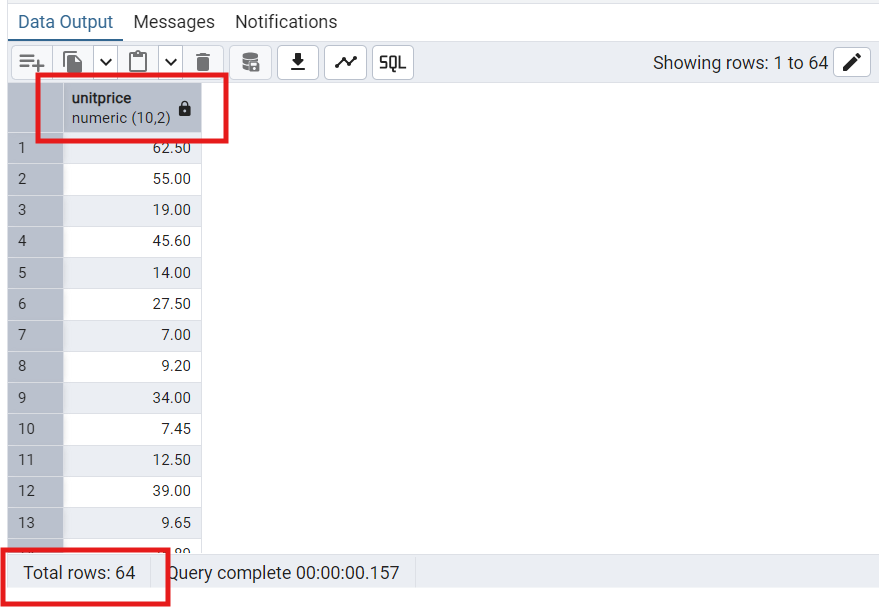 Data Output Messages Notifications
SQL Showing rows: 1 to 64
unitprice
numeric (10,2)
1 62.50
2 55.00
3 19.00
4 45.60
5 14.00
6 27.50
7 7.00
8 9.20
9 34.00
10 7.45
11 12.50
12 39.00
13 9.65
Total rows: 64 Query complete 00:00:00.157